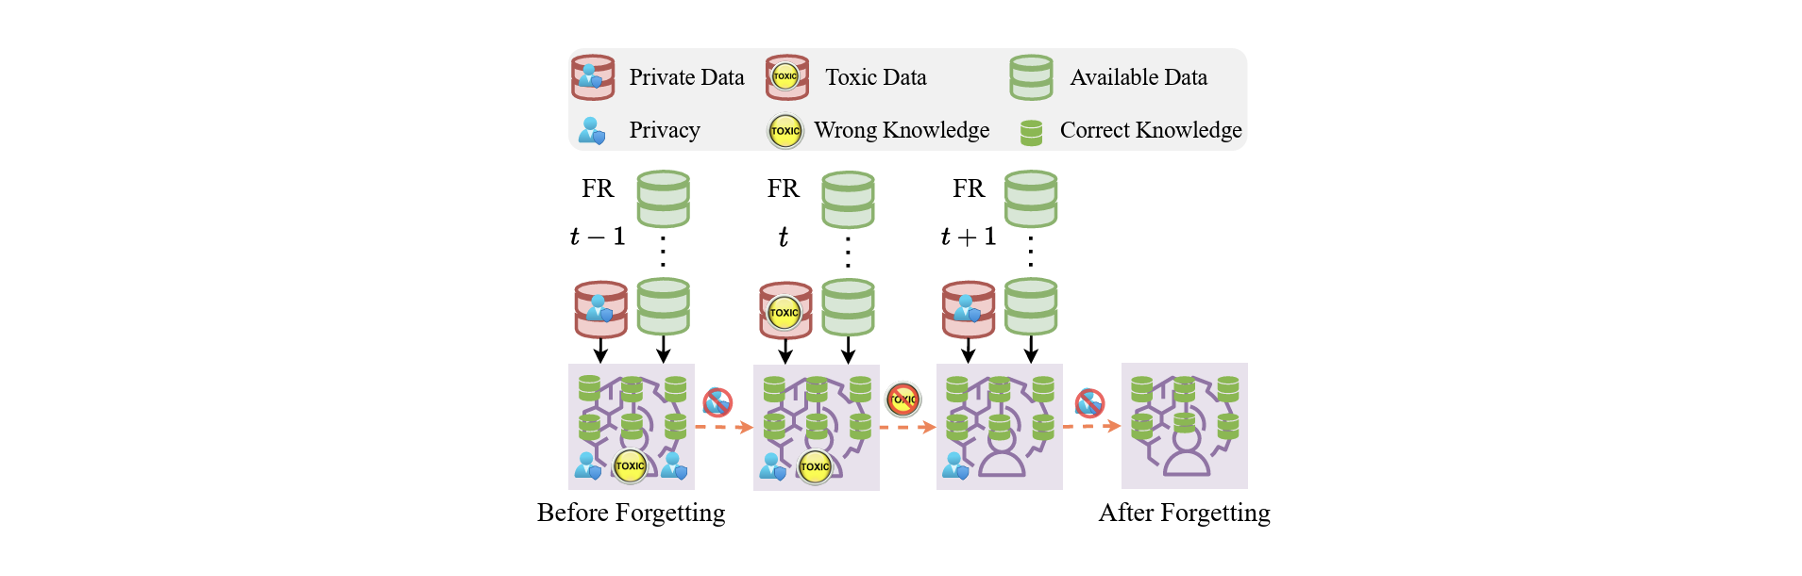 Private Data
TOXIC
Toxic Data
Available Data
Privacy
TOXIC
Wrong Knowledge
Correct Knowledge
FR
FR
FR
t − 1
t
t + 1
TOXIC
TOXIC
TOXIC
TOXIC
Before Forgetting
After Forgetting